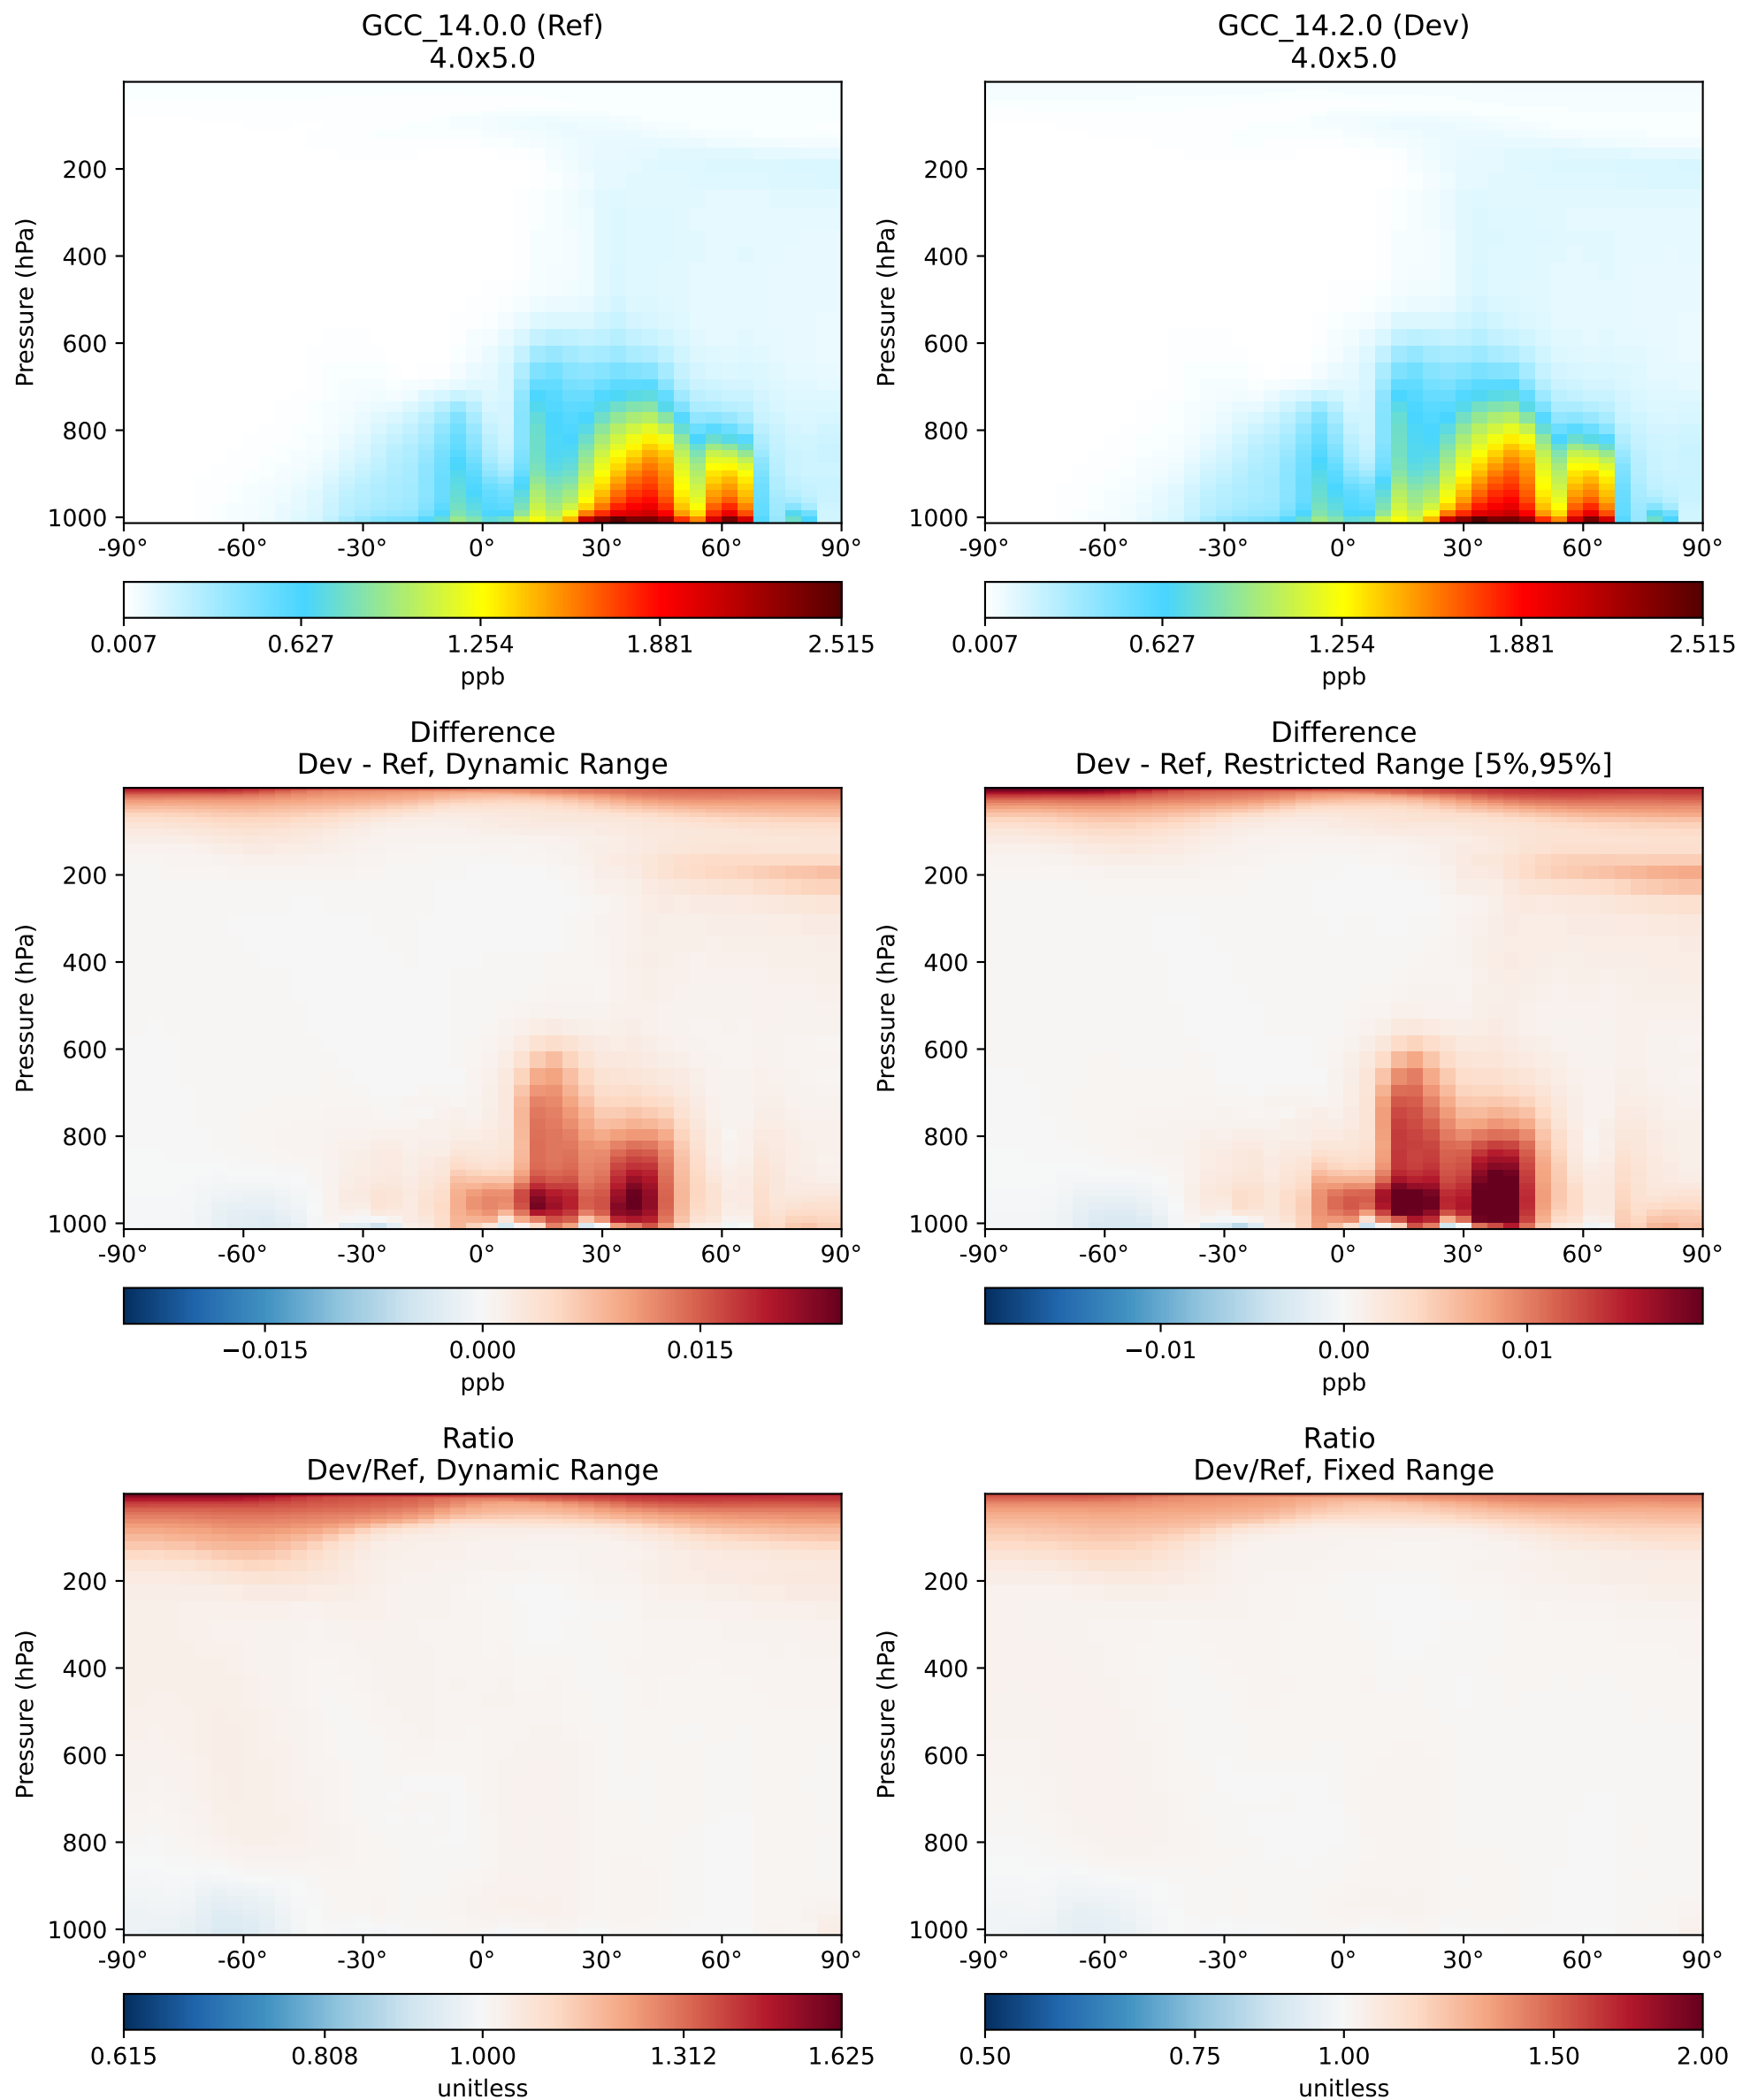 GCC_14.0.0 (Ref)
4.0x5.0
Pressure (hPa)
200
400
600
800
1000
-90° -60° -30° 0° 30° 60° 90°
0.007 0.627 1.254 1.881 2.515
ppb
GCC_14.2.0 (Dev)
4.0x5.0
Pressure (hPa)
200
400
600
800
1000
-90° -60° -30° 0° 30° 60° 90°
0.007 0.627 1.254 1.881 2.515
ppb
Difference
Dev - Ref, Dynamic Range
Pressure (hPa)
200
400
600
800
1000
-90° -60° -30° 0° 30° 60° 90°
−0.015 0.000 0.015
ppb
Difference
Dev - Ref, Restricted Range [5%,95%]
Pressure (hPa)
200
400
600
800
1000
-90° -60° -30° 0° 30° 60° 90°
−0.01 0.00 0.01
ppb
Ratio
Dev/Ref, Dynamic Range
Pressure (hPa)
200
400
600
800
1000
-90° -60° -30° 0° 30° 60° 90°
0.615 0.808 1.000 1.312 1.625
unitless
Ratio
Dev/Ref, Fixed Range
Pressure (hPa)
200
400
600
800
1000
-90° -60° -30° 0° 30° 60° 90°
0.50 0.75 1.00 1.50 2.00
unitless